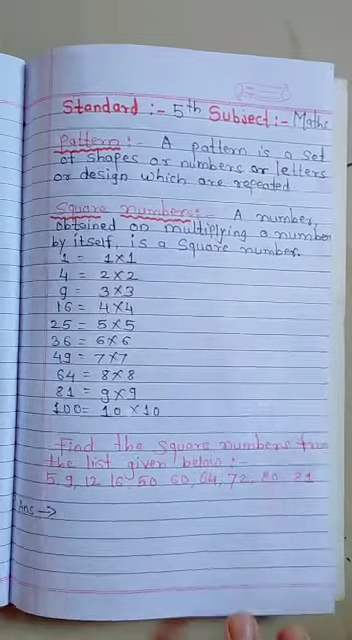 Standard :- 5th Subject :- Maths
Pattern :- A pattern is a set
of shapes or numbers or letters
or design which are repeated
Square numbers :- A number,
obtained on multiplying a number
by itself, is a square number.
1 = 1×1
4 = 2×2
9 = 3×3
16 = 4×4
25 = 5×5
36 = 6×6
49 = 7×7
64 = 8×8
81 = 9×9
100 = 10×10
Find the square numbers from
the list given below :-
5 9, 12 16, 50 60, 64, 72, 80 81
Ans →